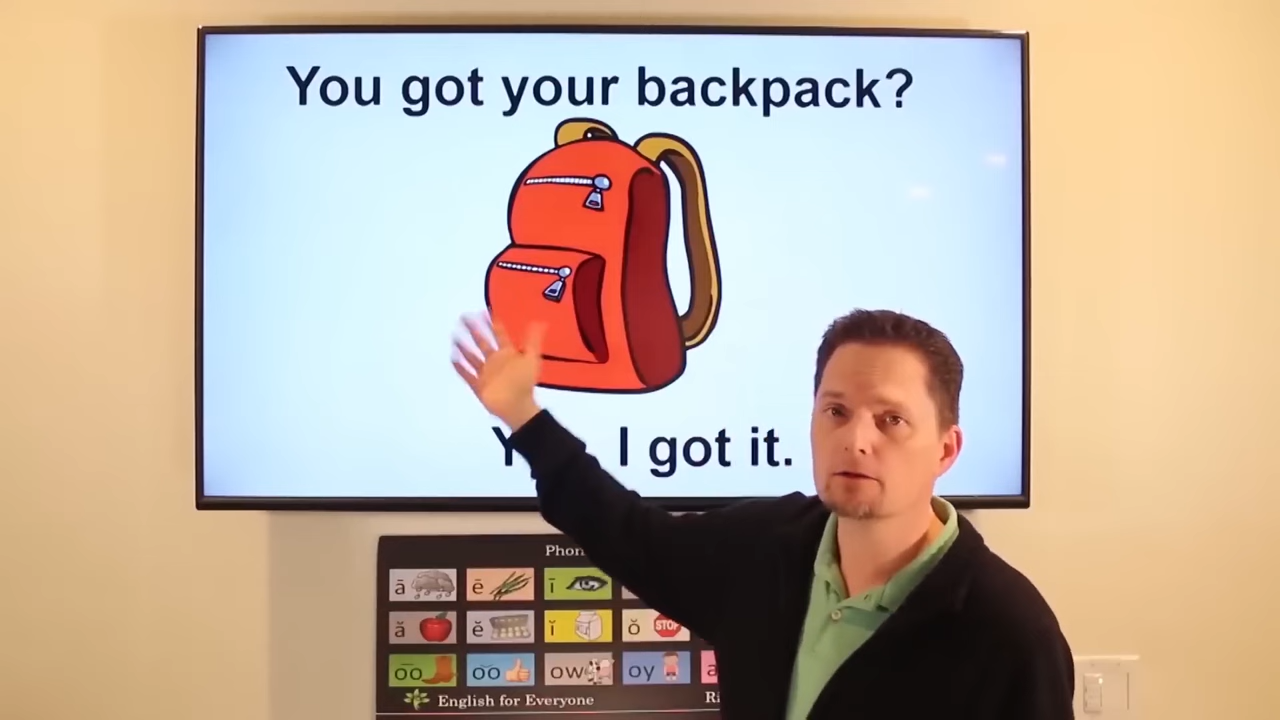 You got your backpack?
I got it.
ā
ē
ī
ă
ĕ
ĭ
ŏ
STOP
ow
oy
English for Everyone